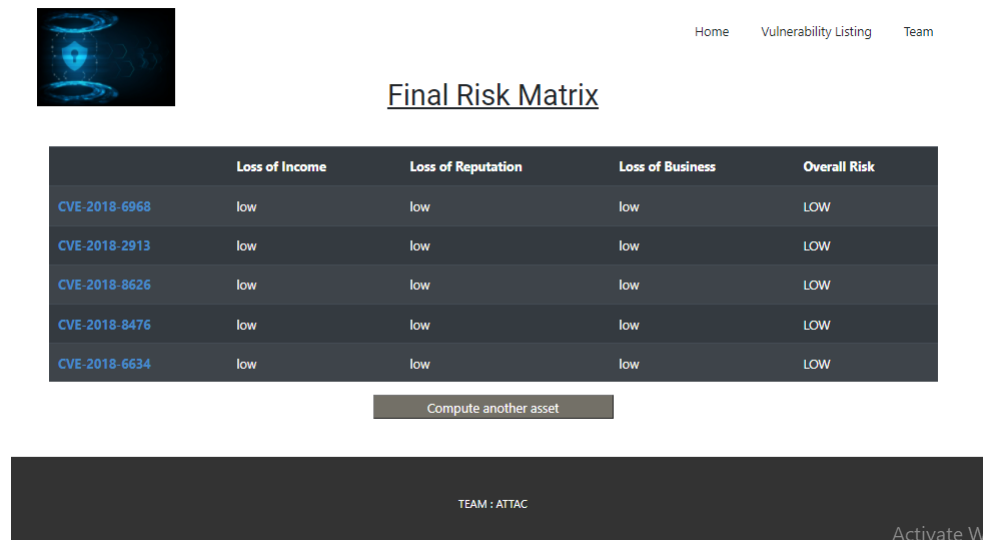 Home Vulnerability Listing Team
Final Risk Matrix
Loss of Income Loss of Reputation Loss of Business Overall Risk
CVE-2018-6968 low low low LOW
CVE-2018-2913 low low low LOW
CVE-2018-8626 low low low LOW
CVE-2018-8476 low low low LOW
CVE-2018-6634 low low low LOW
Compute another asset
TEAM : ATTAC
Activate W